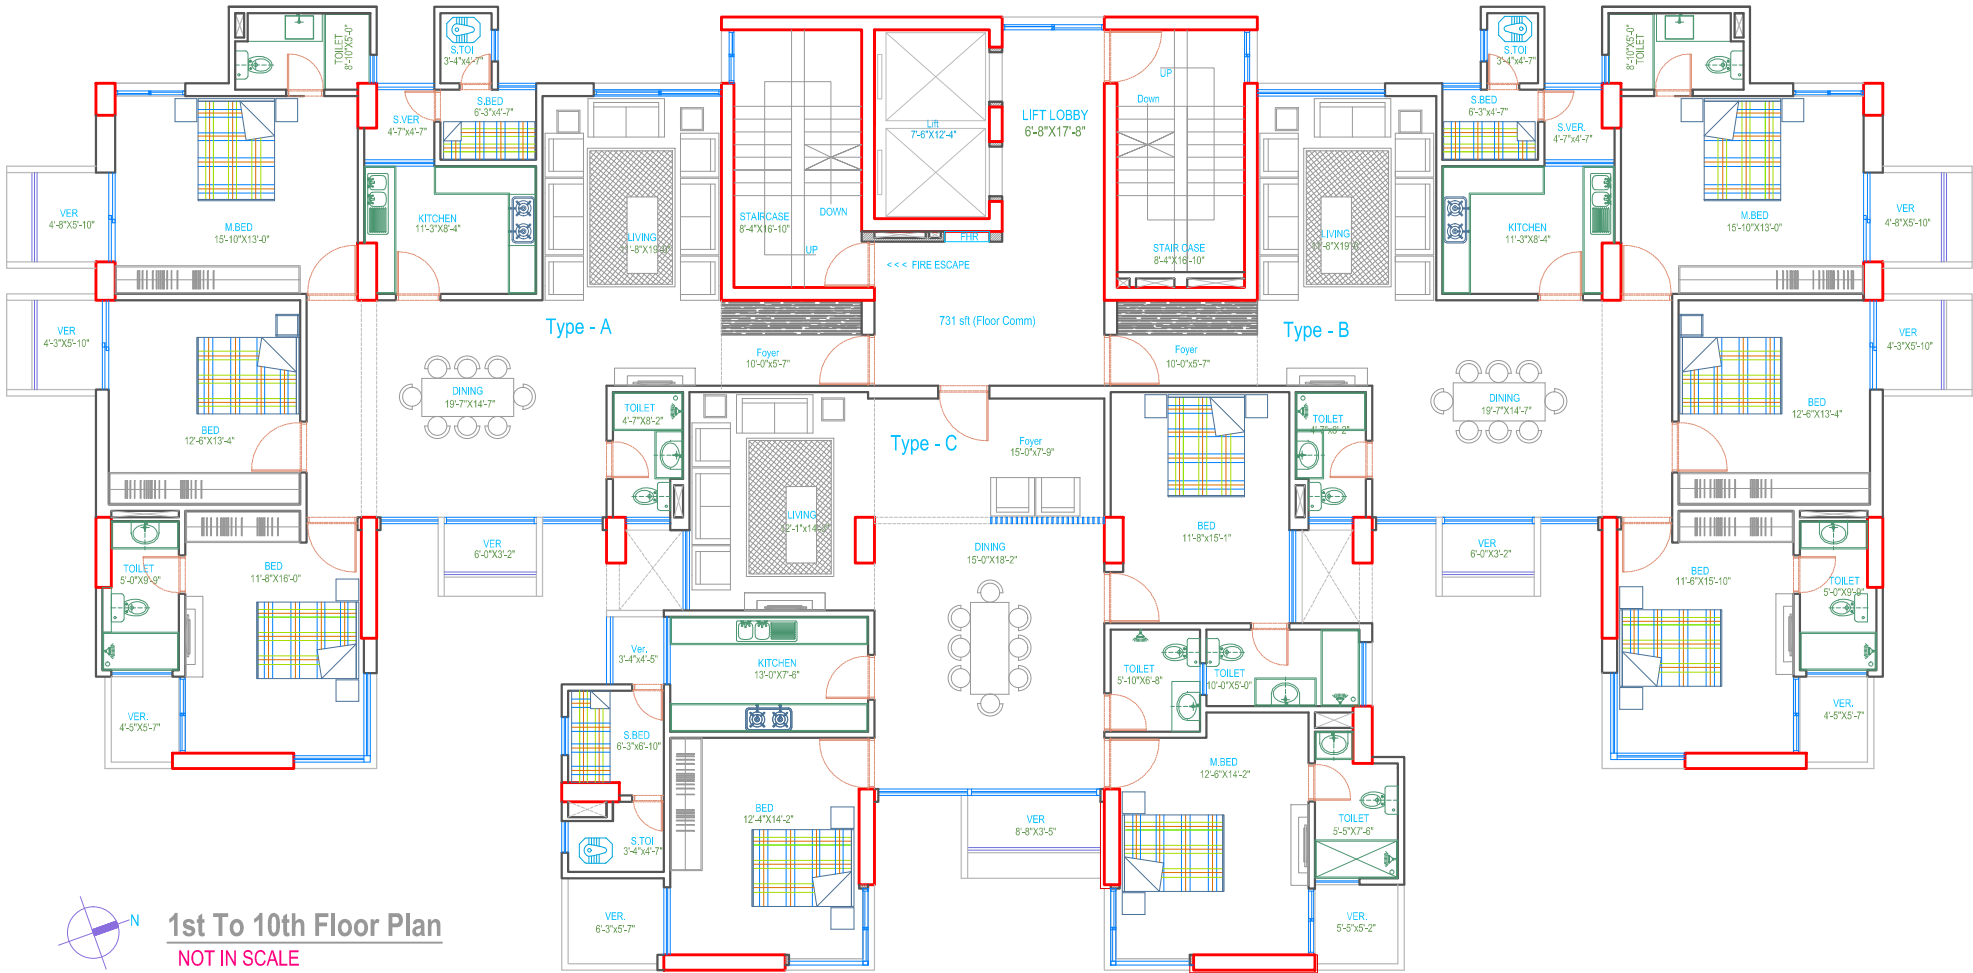 TOILET
8'-10"X5'-0"
S.TOI
3'-4"x4'-7"
S.BED
6'-3"x4'-7"
S.VER
4'-7"x4'-7"
M.BED
15'-10"X13'-0"
VER
4'-8"X5'-10"
KITCHEN
11'-3"X8'-4"
LIVING
STAIRCASE
8'-4"X16'-10"
DOWN
UP
Lift
7'-6"X12'-4"
LIFT LOBBY
6'-8"X17'-8"
FHR
<<< FIRE ESCAPE
UP
Down
STAIR CASE
8'-4"X16'-10"
S.TOI
3'-4"x4'-7"
TOILET
8'-10"X5'-0"
S.BED
6'-3"x4'-7"
S.VER.
4'-7"x4'-7"
LIVING
KITCHEN
11'-3"X8'-4"
M.BED
15'-10"X13'-0"
VER
4'-8"X5'-10"
VER
4'-3"X5'-10"
Type - A
731 sft (Floor Comm)
Type - B
VER
4'-3"X5'-10"
Foyer
10'-0"x5'-7"
Foyer
10'-0"x5'-7"
BED
12'-6"X13'-4"
DINING
19'-7"X14'-7"
TOILET
4'-7"X8'-2"
Type - C
Foyer
15'-0"x7'-9"
TOILET
4'-7"x8'-2"
DINING
19'-7"X14'-7"
BED
12'-6"X13'-4"
TOILET
5'-0"X9'-9"
BED
11'-8"X16'-0"
VER
6'-0"X3'-2"
LIVING
DINING
15'-0"X18'-2"
BED
11'-8"x15'-1"
VER
6'-0"X3'-2"
BED
11'-6"X15'-10"
TOILET
5'-0"X9'-9"
VER.
4'-5"X5'-7"
Ver.
3'-4"x4'-5"
KITCHEN
13'-0"X7'-6"
TOILET
5'-10"X6'-8"
TOILET
10'-0"X5'-0"
VER.
4'-5"X5'-7"
S.BED
6'-3"x6'-10"
M.BED
12'-6"X14'-2"
BED
12'-4"X14'-2"
VER
8'-8"X3'-5"
TOILET
5'-5"X7'-6"
S.TOI
3'-4"x4'-7"
VER.
6'-3"x5'-7"
VER.
5'-5"x5'-2"
N
1st To 10th Floor Plan
NOT IN SCALE